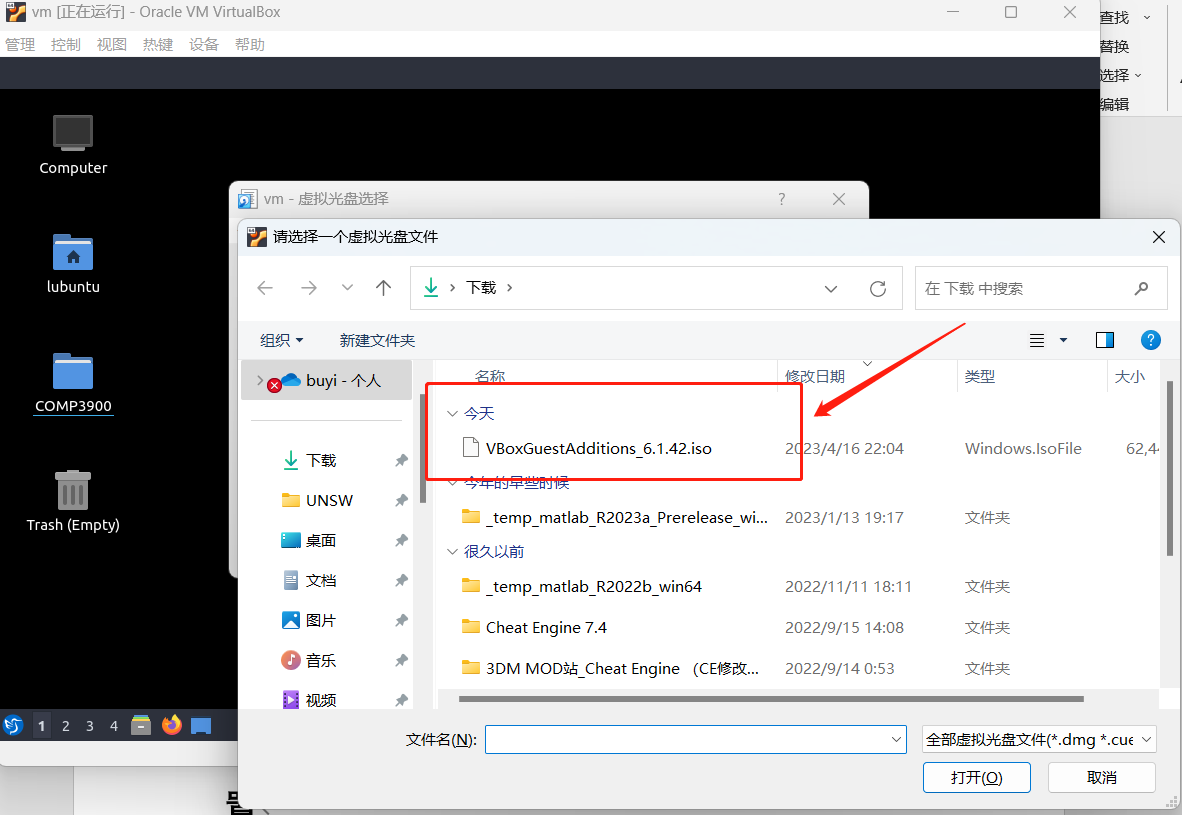 vm [正在运行] - Oracle VM VirtualBox
管理 控制 视图 热键 设备 帮助
查找
替换
选择
编辑
Computer
lubuntu
COMP3900
Trash (Empty)
vm - 虚拟光盘选择 ?
请选择一个虚拟光盘文件
下载
在 下载 中搜索
组织 新建文件夹
buyi - 个人
下载
UNSW
桌面
文档
图片
音乐
视频
名称 修改日期 类型 大小
今天
VBoxGuestAdditions_6.1.42.iso 2023/4/16 22:04 Windows.IsoFile 62,4
今年的早些时候
_temp_matlab_R2023a_Prerelease_wi... 2023/1/13 19:17 文件夹
很久以前
_temp_matlab_R2022b_win64 2022/11/11 18:11 文件夹
Cheat Engine 7.4 2022/9/15 14:08 文件夹
3DM MOD站_Cheat Engine （CE修改... 2022/9/14 0:53 文件夹
文件名(N): 全部虚拟光盘文件(*.dmg *.cue
打开(O) 取消
1 2 3 4